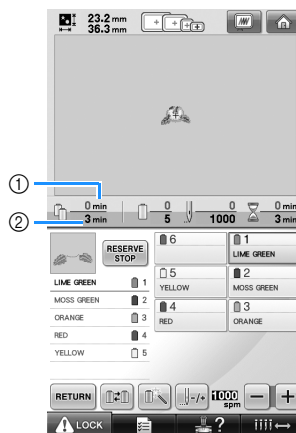 23.2 mm
36.3 mm
① 0 min 0 0 0 min
② 3 min 5 1000 3 min
RESERVE
STOP
LIME GREEN 1
MOSS GREEN 2
ORANGE 3
RED 4
YELLOW 5
6 1
LIME GREEN
5 2
YELLOW MOSS GREEN
4 3
RED ORANGE
RETURN -/+ 1000 spm − +
LOCK ?